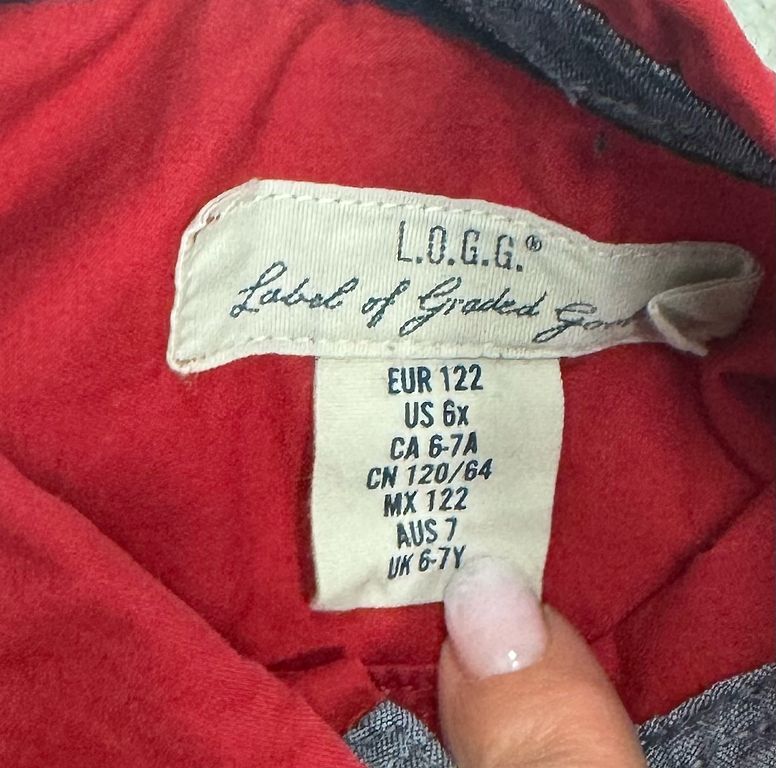 L.O.G.G.®
Label of Graded
EUR 122
US 6x
CA 6-7A
CN 120/64
MX 122
AUS 7
UK 6-7Y